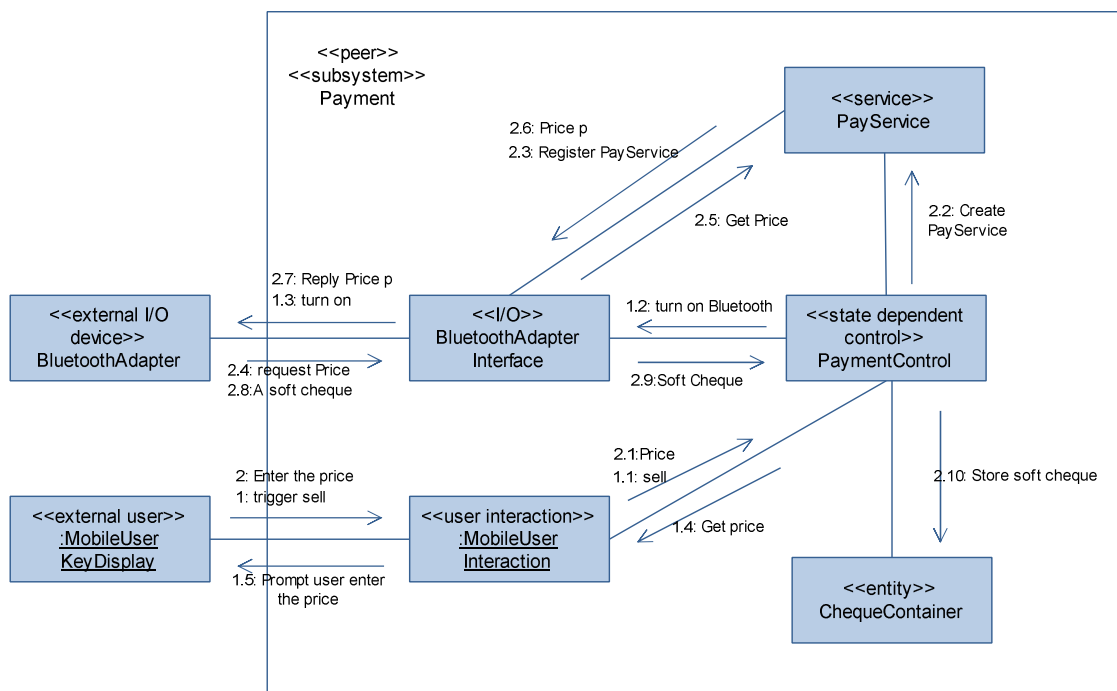 <<peer>>
<<subsystem>>
Payment
<<service>>
PayService
2.6: Price p
2.3: Register PayService
2.5: Get Price
2.2: Create
PayService
2.7: Reply Price p
1.3: turn on
<<external I/O
device>>
BluetoothAdapter
<<I/O>>
BluetoothAdapter
Interface
1.2: turn on Bluetooth
<<state dependent
control>>
PaymentControl
2.4: request Price
2.8:A soft cheque
2.9:Soft Cheque
2.1:Price
1.1: sell
2: Enter the price
1: trigger sell
2.10: Store soft cheque
<<external user>>
:MobileUser
KeyDisplay
<<user interaction>>
:MobileUser
Interaction
1.4: Get price
1.5: Prompt user enter
the price
<<entity>>
ChequeContainer